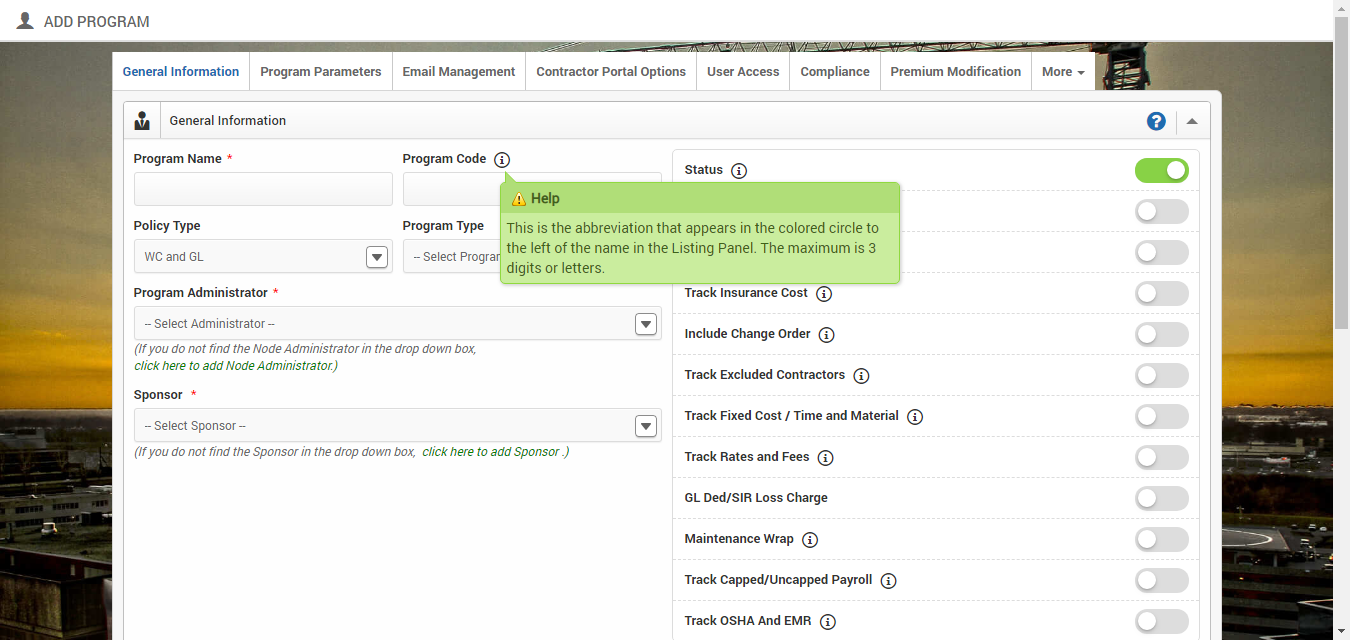 ADD PROGRAM
General Information
Program Parameters
Email Management
Contractor Portal Options
User Access
Compliance
Premium Modification
More
General Information
Program Name *
Program Code
Policy Type
WC and GL
Program Type
-- Select Progran
Help
This is the abbreviation that appears in the colored circle to
the left of the name in the Listing Panel. The maximum is 3
digits or letters.
Program Administrator *
-- Select Administrator --
(If you do not find the Node Administrator in the drop down box,
click here to add Node Administrator.)
Sponsor *
-- Select Sponsor --
(If you do not find the Sponsor in the drop down box, click here to add Sponsor .)
Status
Track Insurance Cost
Include Change Order
Track Excluded Contractors
Track Fixed Cost / Time and Material
Track Rates and Fees
GL Ded/SIR Loss Charge
Maintenance Wrap
Track Capped/Uncapped Payroll
Track OSHA And EMR